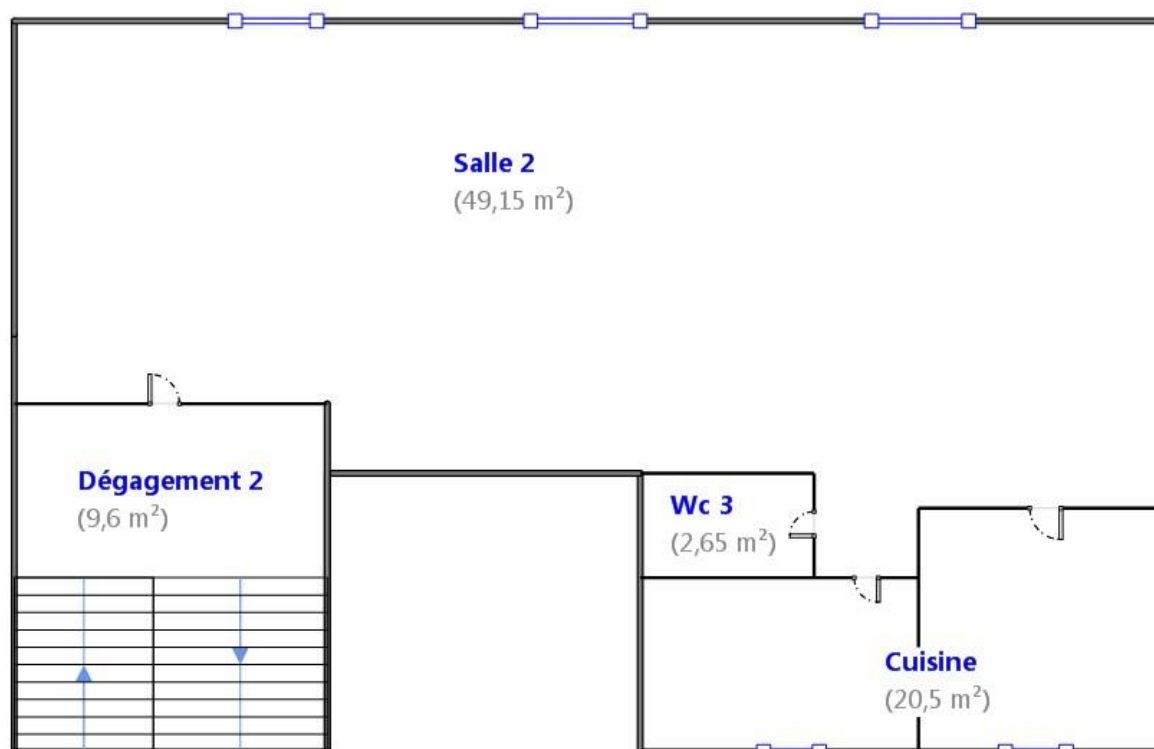 Salle 2
(49,15 m²)
Dégagement 2
(9,6 m²)
Wc 3
(2,65 m²)
Cuisine
(20,5 m²)